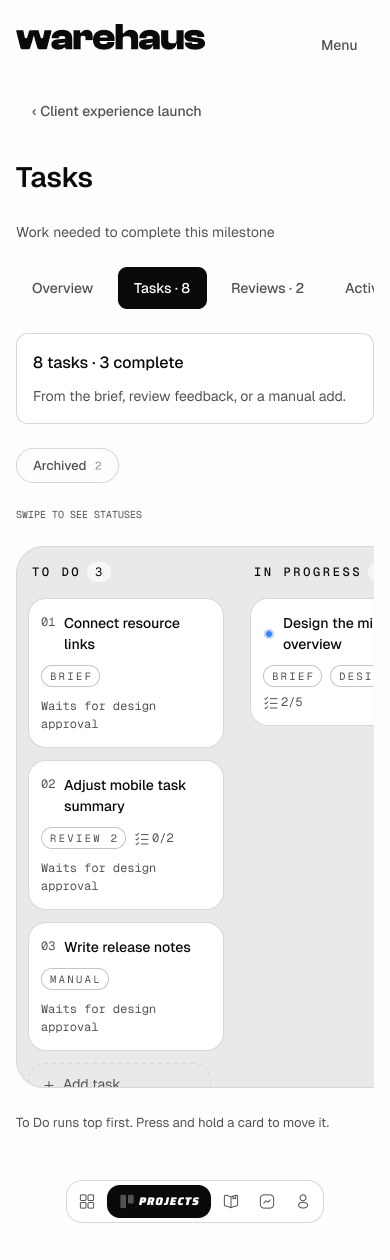 warehaus
Menu
‹ Client experience launch
Tasks
Work needed to complete this milestone
Overview
Tasks · 8
Reviews · 2
Activ
8 tasks · 3 complete
From the brief, review feedback, or a manual add.
Archived 2
SWIPE TO SEE STATUSES
TO DO 3
01 Connect resource
links
BRIEF
Waits for design
approval
02 Adjust mobile task
summary
REVIEW 2 0/2
Waits for design
approval
03 Write release notes
MANUAL
Waits for design
approval
+ Add task
IN PROGRESS
Design the mi
overview
BRIEF DESI
2/5
To Do runs top first. Press and hold a card to move it.
PROJECTS